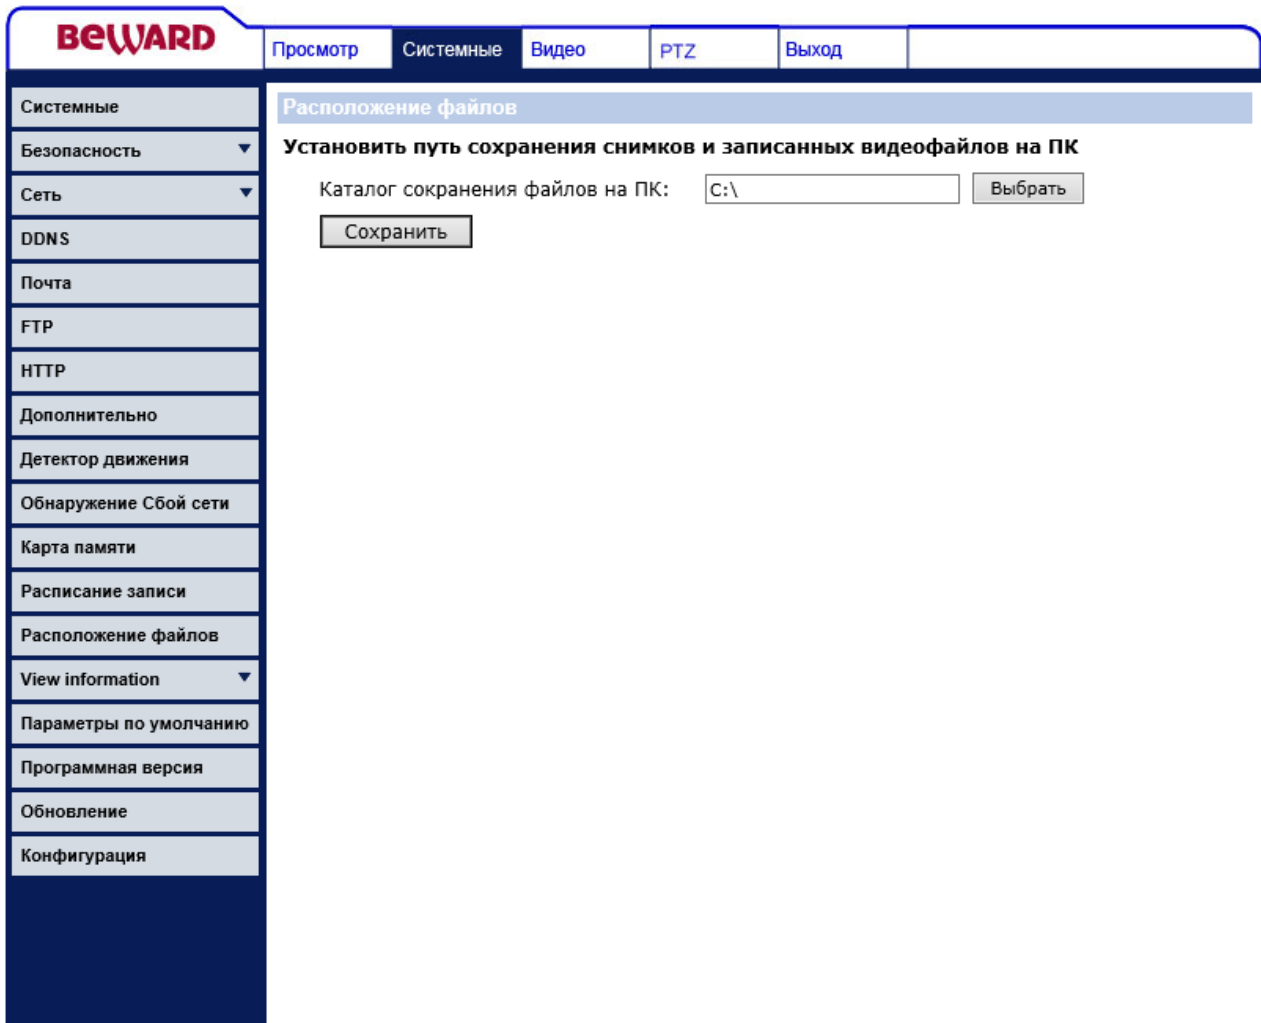 BEWARD
Просмотр Системные Видео PTZ Выход
Системные
Безопасность
Сеть
DDNS
Почта
FTP
HTTP
Дополнительно
Детектор движения
Обнаружение Сбой сети
Карта памяти
Расписание записи
Расположение файлов
View information
Параметры по умолчанию
Программная версия
Обновление
Конфигурация
Расположение файлов
Установить путь сохранения снимков и записанных видеофайлов на ПК
Каталог сокранения файлов на ПК: C:\ Выбрать
Сохранить